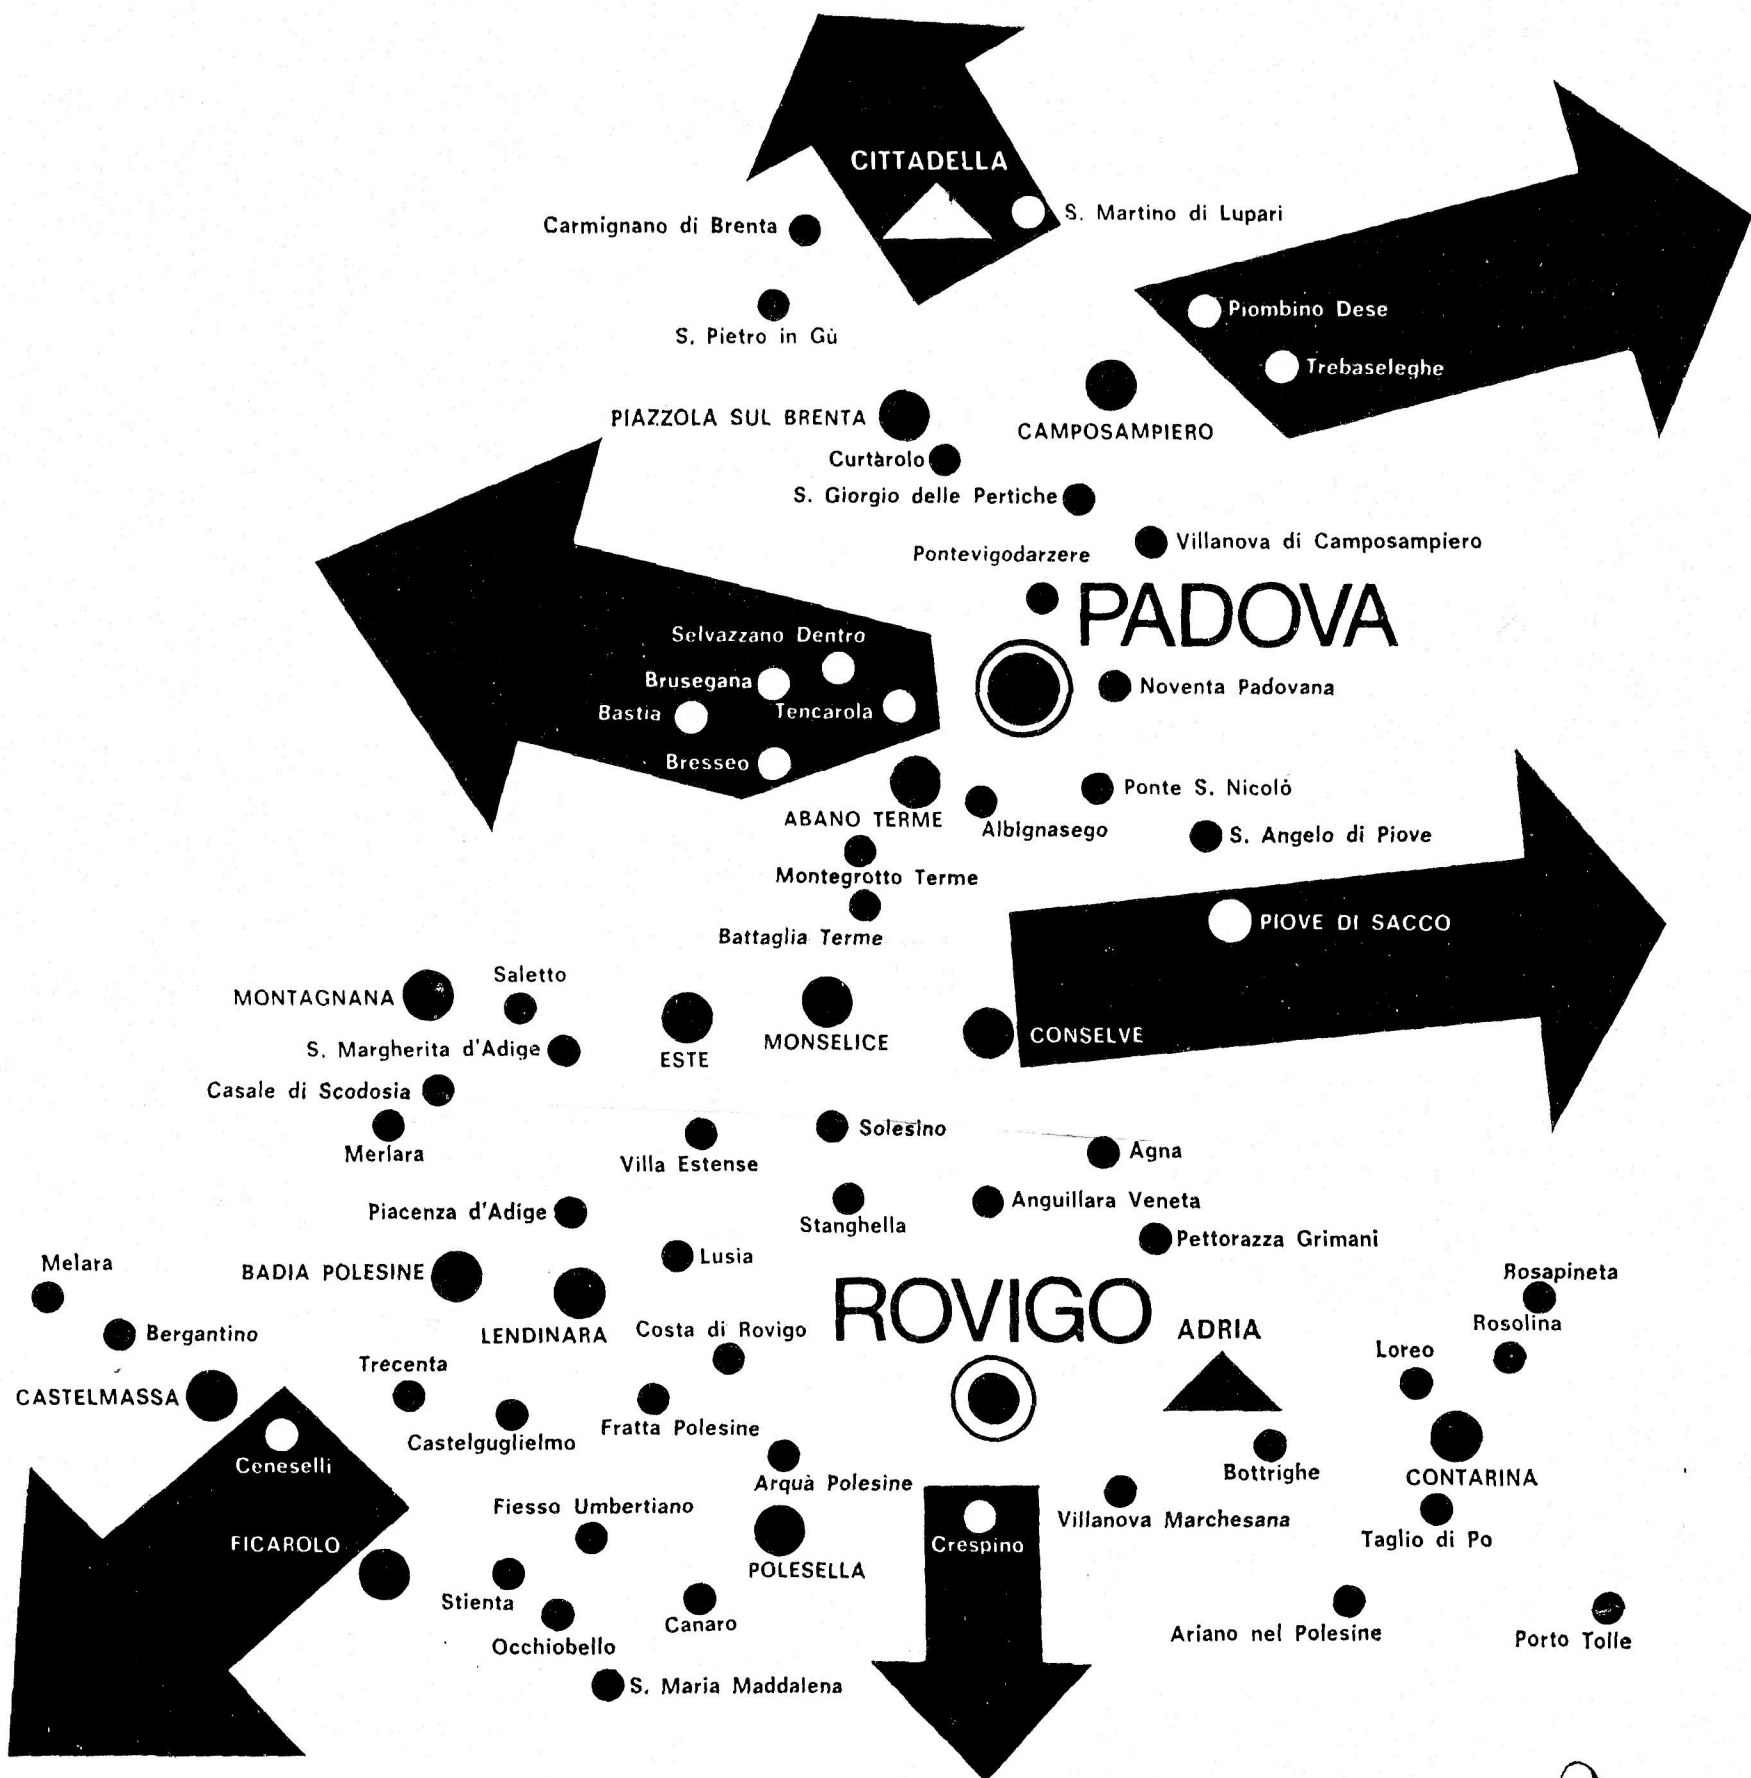 CITTADELLA
S. Martino di Lupari
Carmignano di Brenta
Piombino Dese
S. Pietro in Gù
Trebaseleghe
PIAZZOLA SUL BRENTA
CAMPOSAMPIERO
Curtàrolo
S. Giorgio delle Pertiche
Villanova di Camposampiero
Pontevigodarzere
PADOVA
Selvazzano Dentro
Brusegana
Noventa Padovana
Bastia
Tencarola
Bresseo
Ponte S. Nicolò
ABANO TERME
Albignasego
S. Angelo di Piove
Montegrotto Terme
PIOVE DI SACCO
Battaglia Terme
Saletto
MONTAGNANA
CONSELVE
MONSELICE
S. Margherita d'Adige
ESTE
Casale di Scodosia
Solesino
Merlara
Agna
Villa Estense
Anguillara Veneta
Piacenza d'Adige
Stanghella
Pettorazza Grimani
Lusia
Melara
BADIA POLESINE
Rosapineta
ROVIGO
Rosolina
ADRIA
Costa di Rovigo
Bergantino
LENDINARA
Loreo
Trecenta
CASTELMASSA
Fratta Polesine
Castelguglielmo
Ceneselli
Bottrighe
CONTARINA
Arquà Polesine
Fiesso Umbertiano
Villanova Marchesana
Taglio di Po
FICAROLO
Crespino
POLESELLA
Stienta
Canaro
Ariano nel Polesine
Porto Tolle
Occhiobello
S. Maria Maddalena